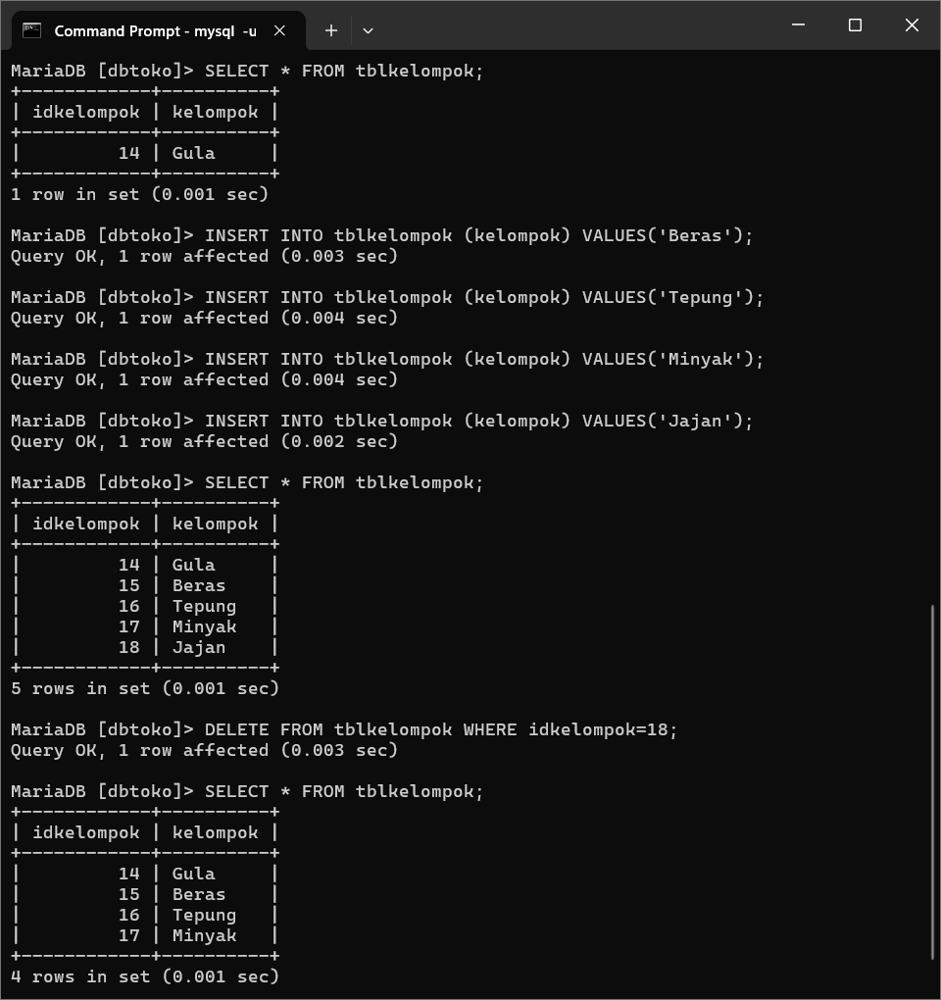 Command Prompt - mysql -u
MariaDB [dbtoko]> SELECT * FROM tblkelompok;
+------------+----------+
| idkelompok | kelompok |
+------------+----------+
|         14 | Gula     |
+------------+----------+
1 row in set (0.001 sec)
MariaDB [dbtoko]> INSERT INTO tblkelompok (kelompok) VALUES('Beras');
Query OK, 1 row affected (0.003 sec)
MariaDB [dbtoko]> INSERT INTO tblkelompok (kelompok) VALUES('Tepung');
Query OK, 1 row affected (0.004 sec)
MariaDB [dbtoko]> INSERT INTO tblkelompok (kelompok) VALUES('Minyak');
Query OK, 1 row affected (0.004 sec)
MariaDB [dbtoko]> INSERT INTO tblkelompok (kelompok) VALUES('Jajan');
Query OK, 1 row affected (0.002 sec)
MariaDB [dbtoko]> SELECT * FROM tblkelompok;
+------------+----------+
| idkelompok | kelompok |
+------------+----------+
|         14 | Gula     |
|         15 | Beras    |
|         16 | Tepung   |
|         17 | Minyak   |
|         18 | Jajan    |
+------------+----------+
5 rows in set (0.001 sec)
MariaDB [dbtoko]> DELETE FROM tblkelompok WHERE idkelompok=18;
Query OK, 1 row affected (0.003 sec)
MariaDB [dbtoko]> SELECT * FROM tblkelompok;
+------------+----------+
| idkelompok | kelompok |
+------------+----------+
|         14 | Gula     |
|         15 | Beras    |
|         16 | Tepung   |
|         17 | Minyak   |
+------------+----------+
4 rows in set (0.001 sec)